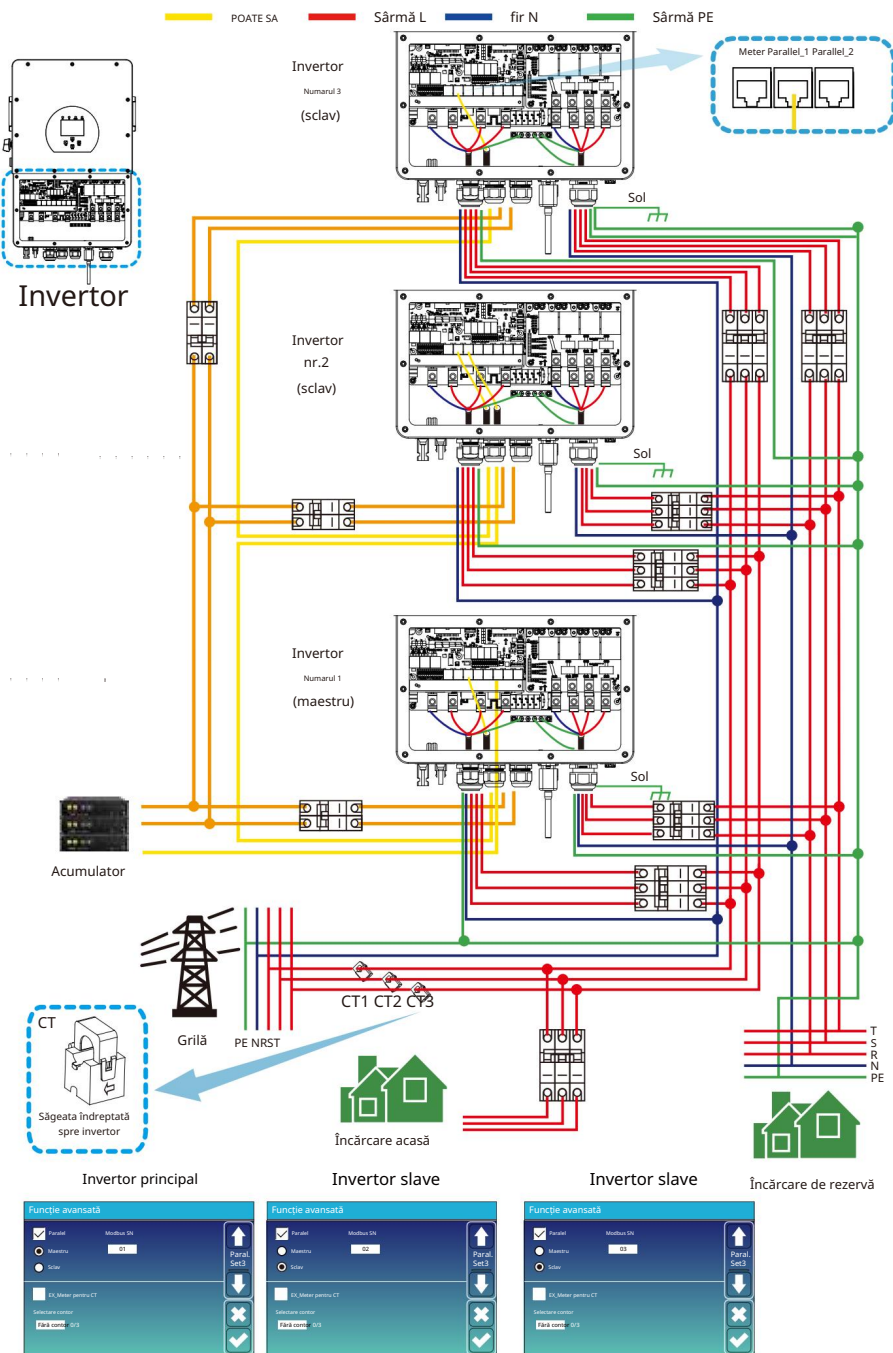 POATE SA
Sârmă L
fir N
Sârmă PE
Invertor
Numarul 3
(sclav)
Meter Parallel_1 Parallel_2
Sol
Invertor
Invertor
nr.2
(sclav)
Sol
Invertor
Numarul 1
(maestru)
Sol
Acumulator
CT1 CT2 CT3
CT
Grilă
PE NRST
T
S
R
N
PE
Săgeata îndreptată
spre invertor
Încărcare acasă
Încărcare de rezervă
Invertor principal
Invertor slave
Invertor slave
Funcție avansată
Paralel
Modbus SN
Maestru
01
Sclav
Paral.
Set3
EX_Meter pentru CT
Selectare contor
Fără contor 0/3
Funcție avansată
Paralel
Modbus SN
Maestru
02
Sclav
Paral.
Set3
EX_Meter pentru CT
Selectare contor
Fără contor 0/3
Funcție avansată
Paralel
Modbus SN
Maestru
03
Sclav
Paral.
Set3
EX_Meter pentru CT
Selectare contor
Fără contor 0/3